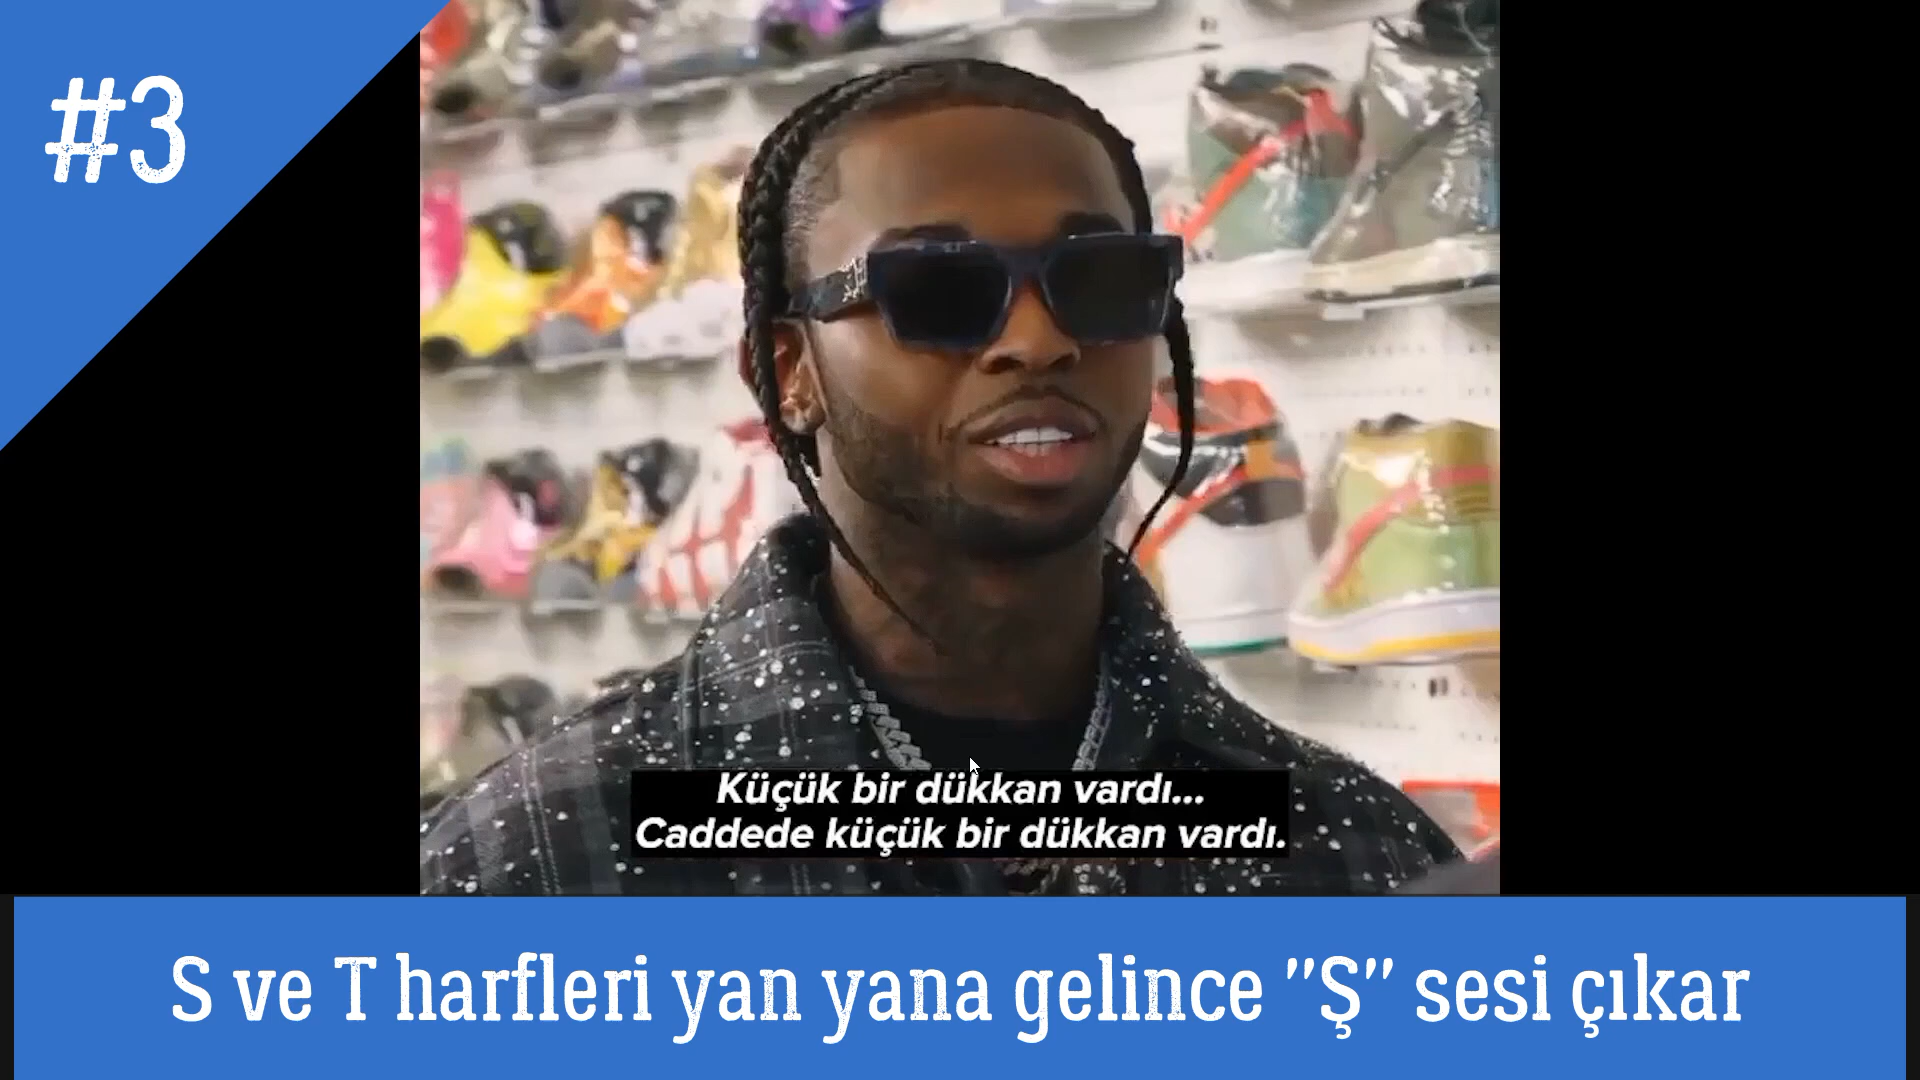 #3
Küçük bir dükkan vardı...
Caddede küçük bir dükkan vardı.
S ve T harfleri yan yana gelince "Ş" sesi çıkar